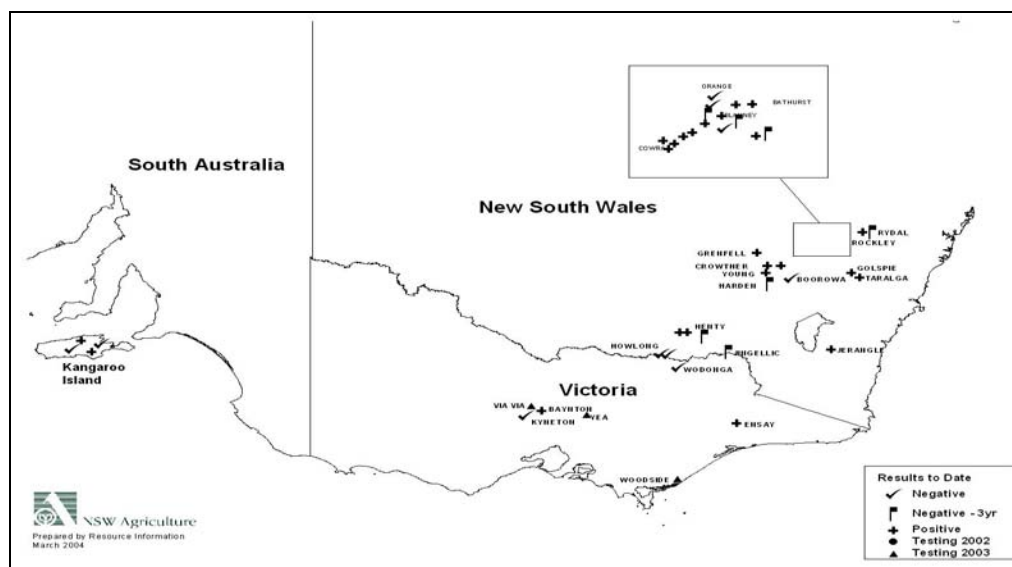 ORANGE
BATHURST
BLAYNEY
COWRA
South Australia
New South Wales
RYDAL
ROCKLEY
GRENFELL
CROWTHER
YOUNG
HARDEN
BOOROWA
GOLSPIE
TARALGA
HENTY
HOWLONG
JINGELLIC
JERANGLE
WODONGA
Kangaroo
Island
Victoria
VIA VIA
BAYNTON
KYNETON
YEA
ENSAY
WOODSIDE
Results to Date
Negative
Negative -3yr
Positive
Testing 2002
Testing 2003
NSW Agriculture
Prepared by Resource Information
March 2004